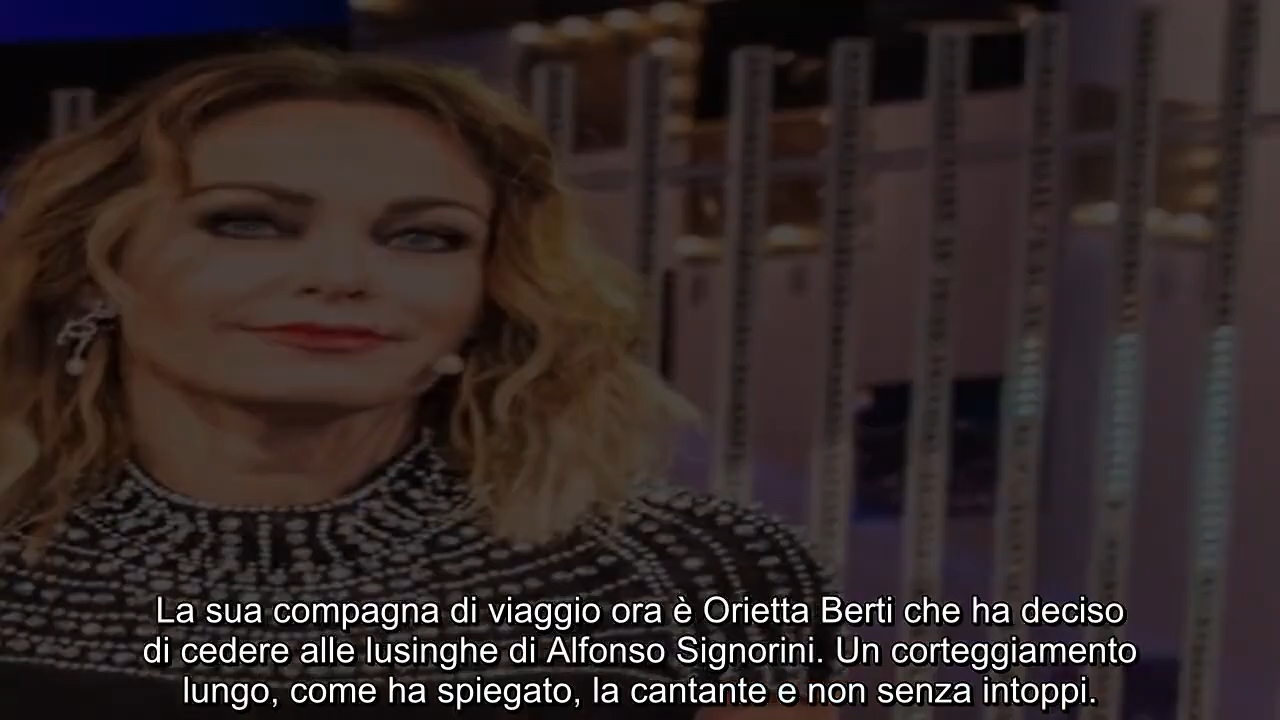 La sua compagna di viaggio ora è Orietta Berti che ha deciso
di cedere alle lusinghe di Alfonso Signorini. Un corteggiamento
lungo, come ha spiegato, la cantante e non senza intoppi.